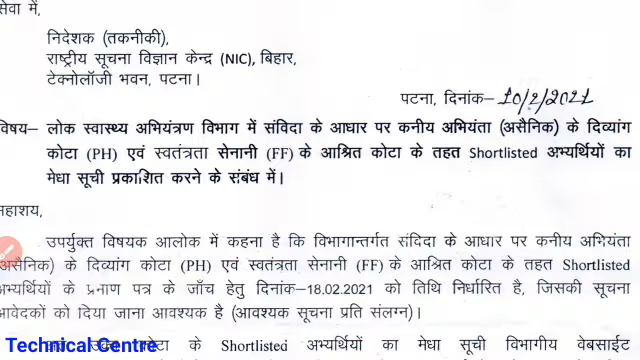 सेवा में,
निदेशक (तकनीकी),
राष्ट्रीय सूचना विज्ञान केन्द्र (NIC), बिहार,
टेक्नोलॉजी भवन, पटना।
पटना, दिनांक- 10/2/2021
विषय– लोक स्वास्थ्य अभियंत्रण विभाग में संविदा के आधार पर कनीय अभियंता (असैनिक) के दिव्यांग
कोटा (PH) एवं स्वतंत्रता सेनानी (FF) के आश्रित कोटा के तहत Shortlisted अभ्यर्थियों का
मेधा सूची प्रकाशित करने के संबंध में।
महाशय,
उपर्युक्त विषयक आलोक में कहना है कि विभागान्तर्गत संविदा के आधार पर कनीय अभियंता
(असैनिक) के दिव्यांग कोटा (PH) एवं स्वतंत्रता सेनानी (FF) के आश्रित कोटा के तहत Shortlisted
अभ्यर्थियों के प्रमाण पत्र के जाँच हेतु दिनांक-18.02.2021 को तिथि निर्धारित है, जिसकी सूचना
आवेदकों को दिया जाना आवश्यक है (आवश्यक सूचना प्रति संलग्न)।
कोटा के Shortlisted अभ्यर्थियों का मेधा सूची विभागीय वेबसाईट
Technical Centre